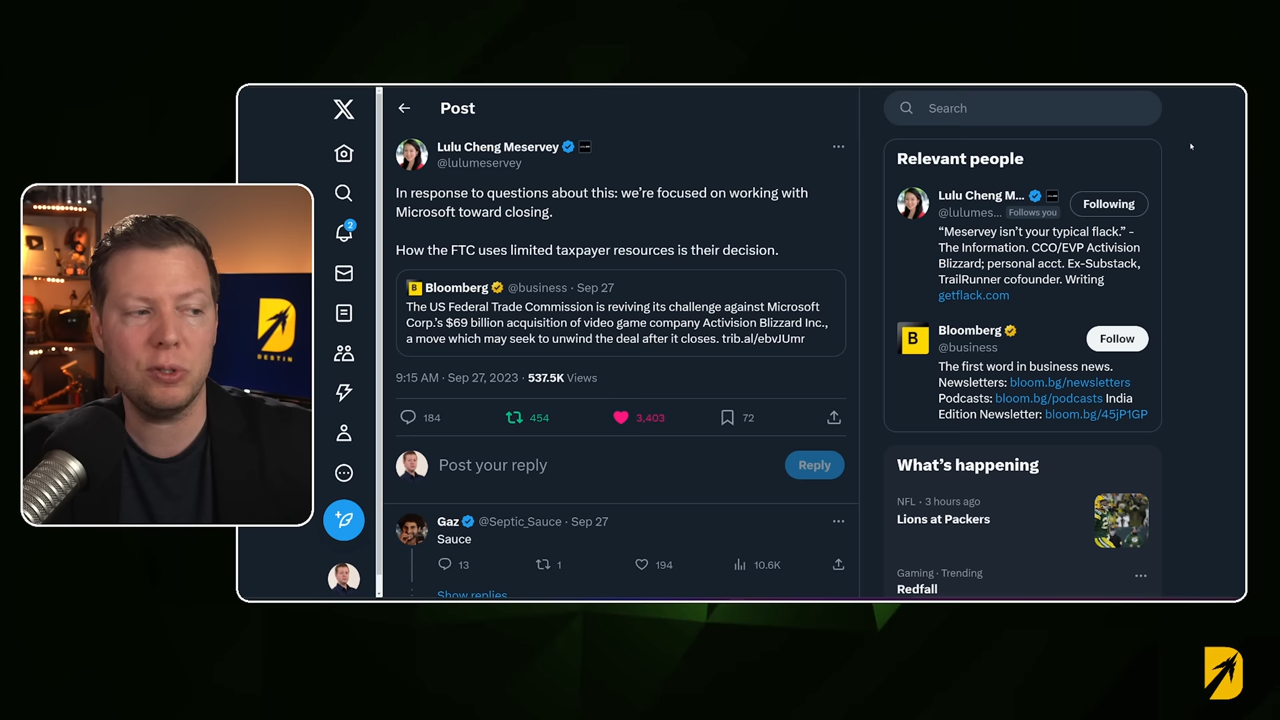 Post
Lulu Cheng Meservey
@lulumeservey
In response to questions about this: we’re focused on working with
Microsoft toward closing.
How the FTC uses limited taxpayer resources is their decision.
B Bloomberg @business · Sep 27
The US Federal Trade Commission is reviving its challenge against Microsoft
Corp.’s $69 billion acquisition of video game company Activision Blizzard Inc.,
a move which may seek to unwind the deal after it closes. trib.al/ebvJUmr
9:15 AM · Sep 27, 2023 · 537.5K Views
184 454 3,403 72
Post your reply
Reply
Gaz @Septic_Sauce · Sep 27
Sauce
13 1 194 10.6K
Show replies
Search
Relevant people
Lulu Cheng M...
Following
@lulumes... Follows you
“Meservey isn’t your typical flack.” -
The Information. CCO/EVP Activision
Blizzard; personal acct. Ex-Substack,
TrailRunner cofounder. Writing
getflack.com
B
Bloomberg
@business
Follow
The first word in business news.
Newsletters: bloom.bg/newsletters
Podcasts: bloom.bg/podcasts India
Edition Newsletter: bloom.bg/45jP1GP
What’s happening
NFL · 3 hours ago
Lions at Packers
Gaming · Trending
Redfall
X
2
DESTIN